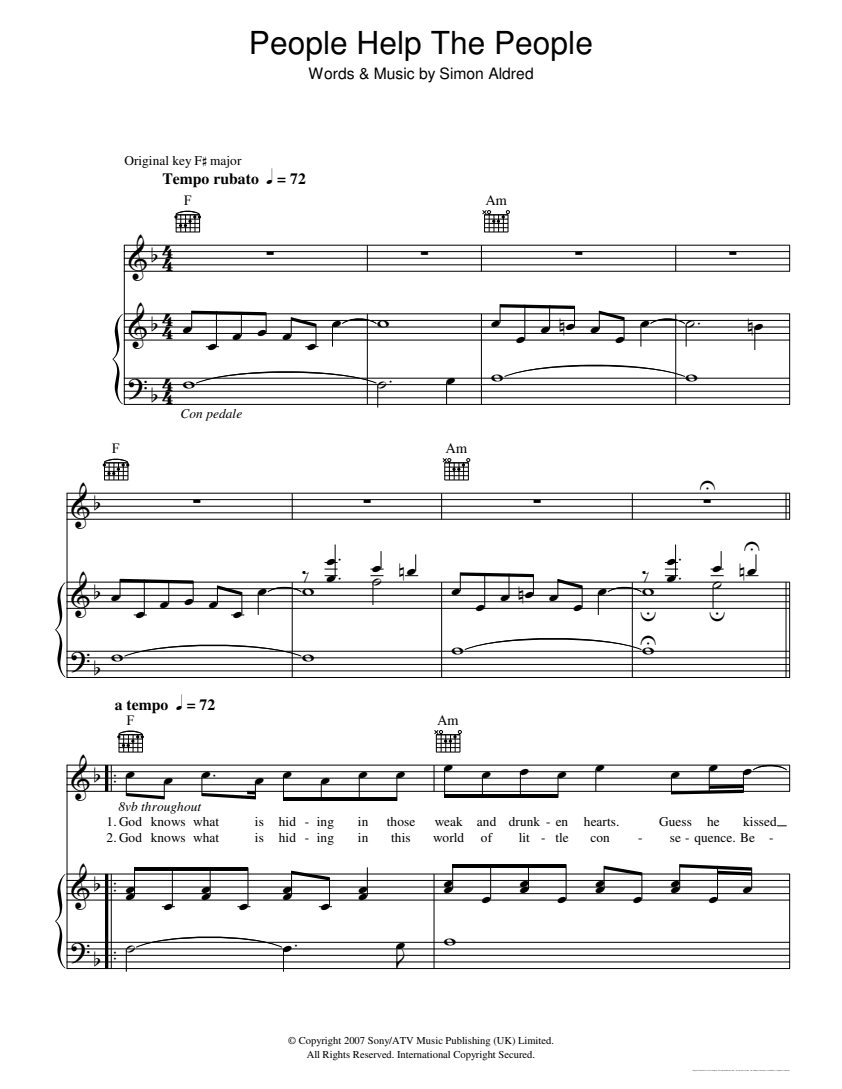 People Help The People
Words & Music by Simon Aldred
Original key F♯ major
Tempo rubato ♩ = 72
F Am
Con pedale
F Am
a tempo ♩ = 72
F Am
8vb throughout
1. God knows what is hid - ing in those weak and drunk - en hearts. Guess he kissed
2. God knows what is hid - ing in this world of lit - tle con - se - quence. Be -
© Copyright 2007 Sony/ATV Music Publishing (UK) Limited.
All Rights Reserved. International Copyright Secured.